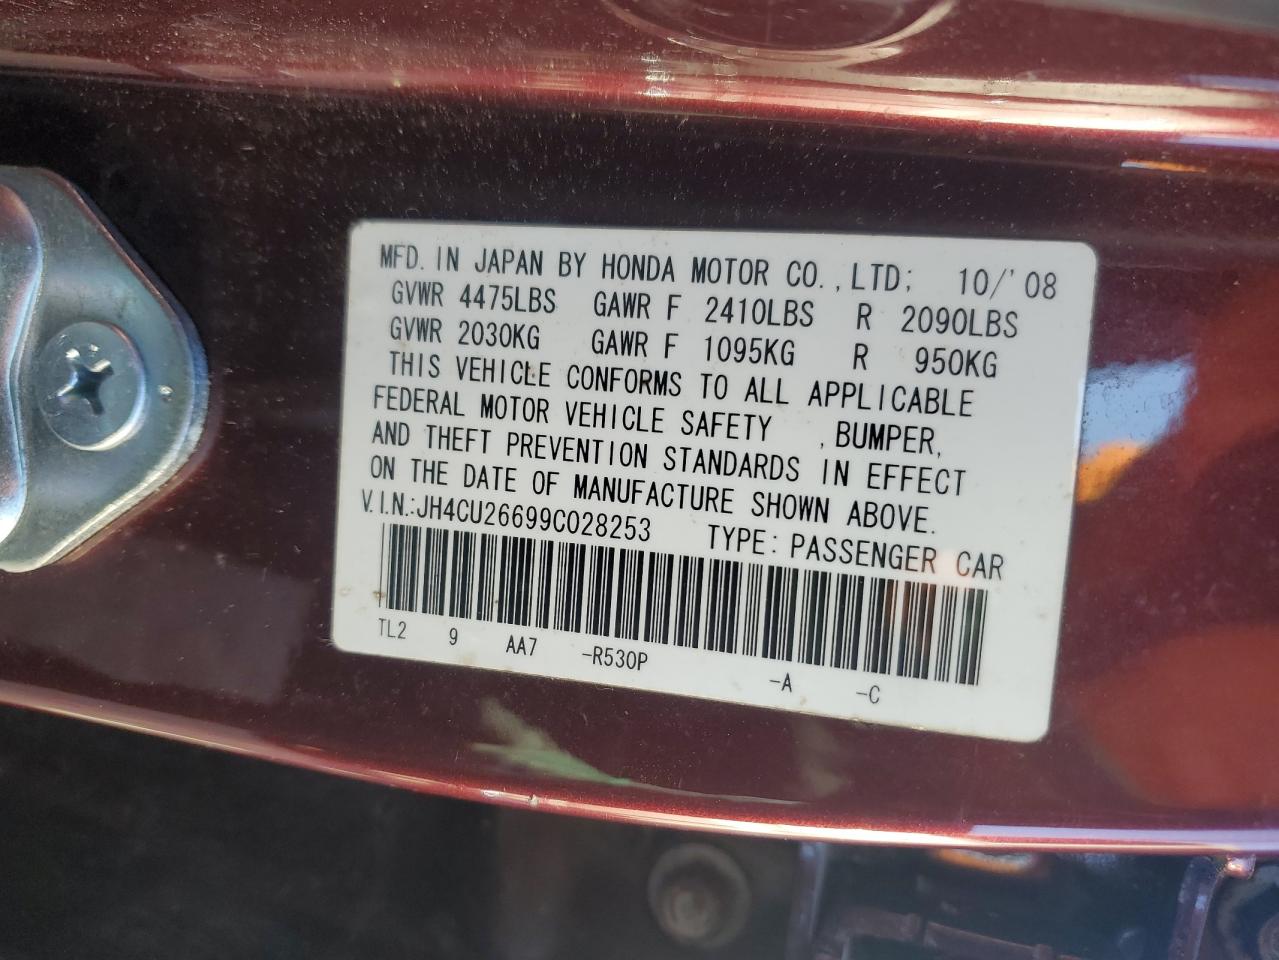 MFD. IN JAPAN BY HONDA MOTOR CO., LTD; 10/'08
GVWR 4475LBS GAWR F 2410LBS R 2090LBS
GVWR 2030KG GAWR F 1095KG R 950KG
THIS VEHICLE CONFORMS TO ALL APPLICABLE
FEDERAL MOTOR VEHICLE SAFETY , BUMPER,
AND THEFT PREVENTION STANDARDS IN EFFECT
ON THE DATE OF MANUFACTURE SHOWN ABOVE.
V.I.N.:JH4CU26699C028253 TYPE: PASSENGER CAR
TL2 9 AA7 -R530P -A -C